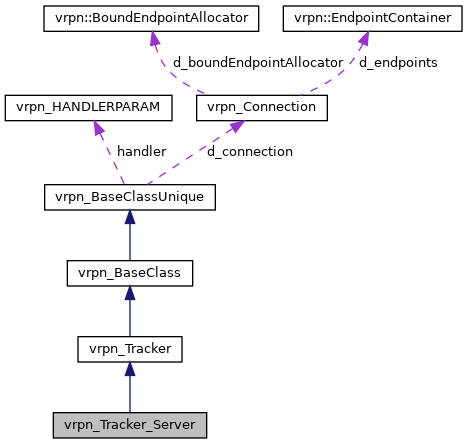 vrpn::BoundEndpointAllocator
vrpn::EndpointContainer
d_boundEndpointAllocator
d_endpoints
vrpn_HANDLERPARAM
vrpn_Connection
handler
d_connection
vrpn_BaseClassUnique
vrpn_BaseClass
vrpn_Tracker
vrpn_Tracker_Server